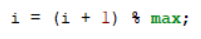 i = (i + 1) % max;